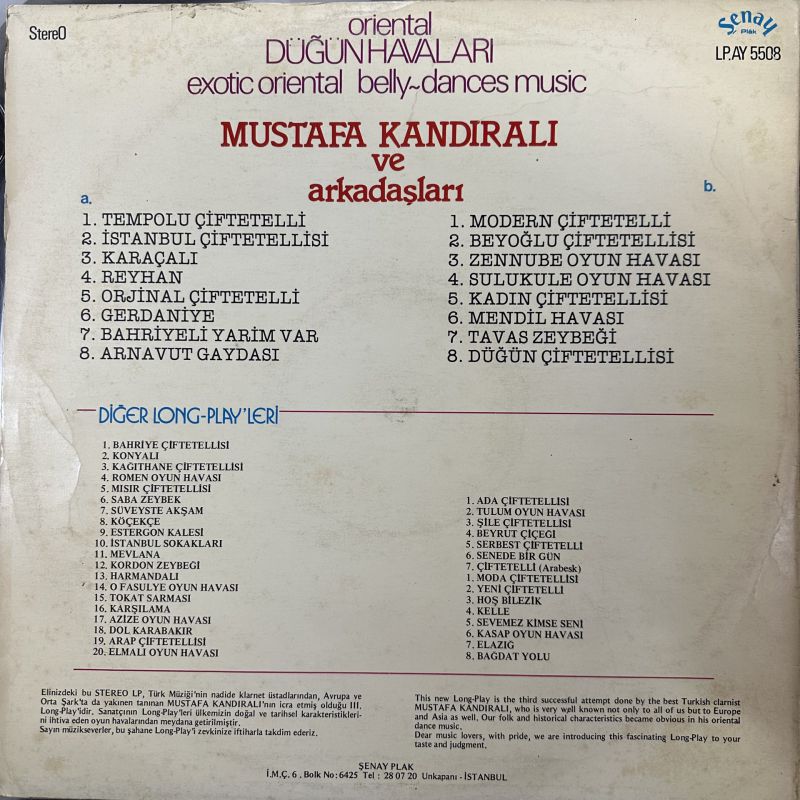 StereO
oriental
DÜĞÜN HAVALARI
exotic oriental belly~dances music
Şenay
Plâk
LP.AY 5508
MUSTAFA KANDIRALI
ve
arkadaşları
a.
1. TEMPOLU ÇİFTETELLİ
2. İSTANBUL ÇİFTETELLİSİ
3. KARAÇALI
4. REYHAN
5. ORJİNAL ÇİFTETELLİ
6. GERDANİYE
7. BAHRİYELİ YARİM VAR
8. ARNAVUT GAYDASI
b.
1. MODERN ÇİFTETELLİ
2. BEYOĞLU ÇİFTETELLİSİ
3. ZENNUBE OYUN HAVASI
4. SULUKULE OYUN HAVASI
5. KADIN ÇİFTETELLİSİ
6. MENDİL HAVASI
7. TAVAS ZEYBEĞİ
8. DÜĞÜN ÇİFTETELLİSİ
DİĞER LONG-PLAY'LERİ
1. BAHRİYE ÇİFTETELLİSİ
2. KONYALI
3. KAĞITHANE ÇİFTETELLİSİ
4. ROMEN OYUN HAVASI
5. MISIR ÇİFTETELLİSİ
6. SABA ZEYBEK
7. SÜVEYSTE AKŞAM
8. KÖÇEKÇE
9. ESTERGON KALESİ
10. İSTANBUL SOKAKLARI
11. MEVLANA
12. KORDON ZEYBEĞİ
13. HARMANDALI
14. O FASULYE OYUN HAVASI
15. TOKAT SARMASI
16. KARŞILAMA
17. AZİZE OYUN HAVASI
18. DOL KARABAKIR
19. ARAP ÇİFTETELLİSİ
20. ELMALI OYUN HAVASI
1. ADA ÇİFTETELLİSİ
2. TULUM OYUN HAVASI
3. ŞİLE ÇİFTETELLİSİ
4. BEYRUT ÇİÇEGİ
5. SERBEST ÇİFTETELLİ
6. SENEDE BİR GÜN
7. ÇİFTETELLİ (Arabesk)
1. MODA ÇİFTETELLİSİ
2. YENİ ÇİFTETELLİ
3. HOŞ BİLEZİK
4. KELLE
5. SEVEMEZ KİMSE SENİ
6. KASAP OYUN HAVASI
7. ELAZIĞ
8. BAĞDAT YOLU
Elinizdeki bu STEREO LP, Türk Müziği'nin nadide klarnet üstadlarından, Avrupa ve
Orta Şark'ta da yakınen tanınan MUSTAFA KANDIRALI'nın icra etmiş olduğu III.
Long-Play'idir. Sanatçının Long-Play'leri ülkemizin doğal ve tarihsel karakteristikleri-
ni ihtiva eden oyun havalarından meydana getirilmiştir.
Sayın müzikseverler, bu şahane Long-Play'i zevkinize iftiharla takdim ederiz.
This new Long-Play is the third successful attempt done by the best Turkish clarnist
MUSTAFA KANDIRALI, who is very well known not only to all of us but to Europe
and Asia as well. Our folk and historical characteristics became obvious in his oriental
dance music.
Dear music lovers, with pride, we are introducing this fascinating Long-Play to your
taste and judgment.
ŞENAY PLAK
İ.M.Ç. 6 . Bolk No: 6425 Tel : 28 07 20 Unkapanı - İSTANBUL